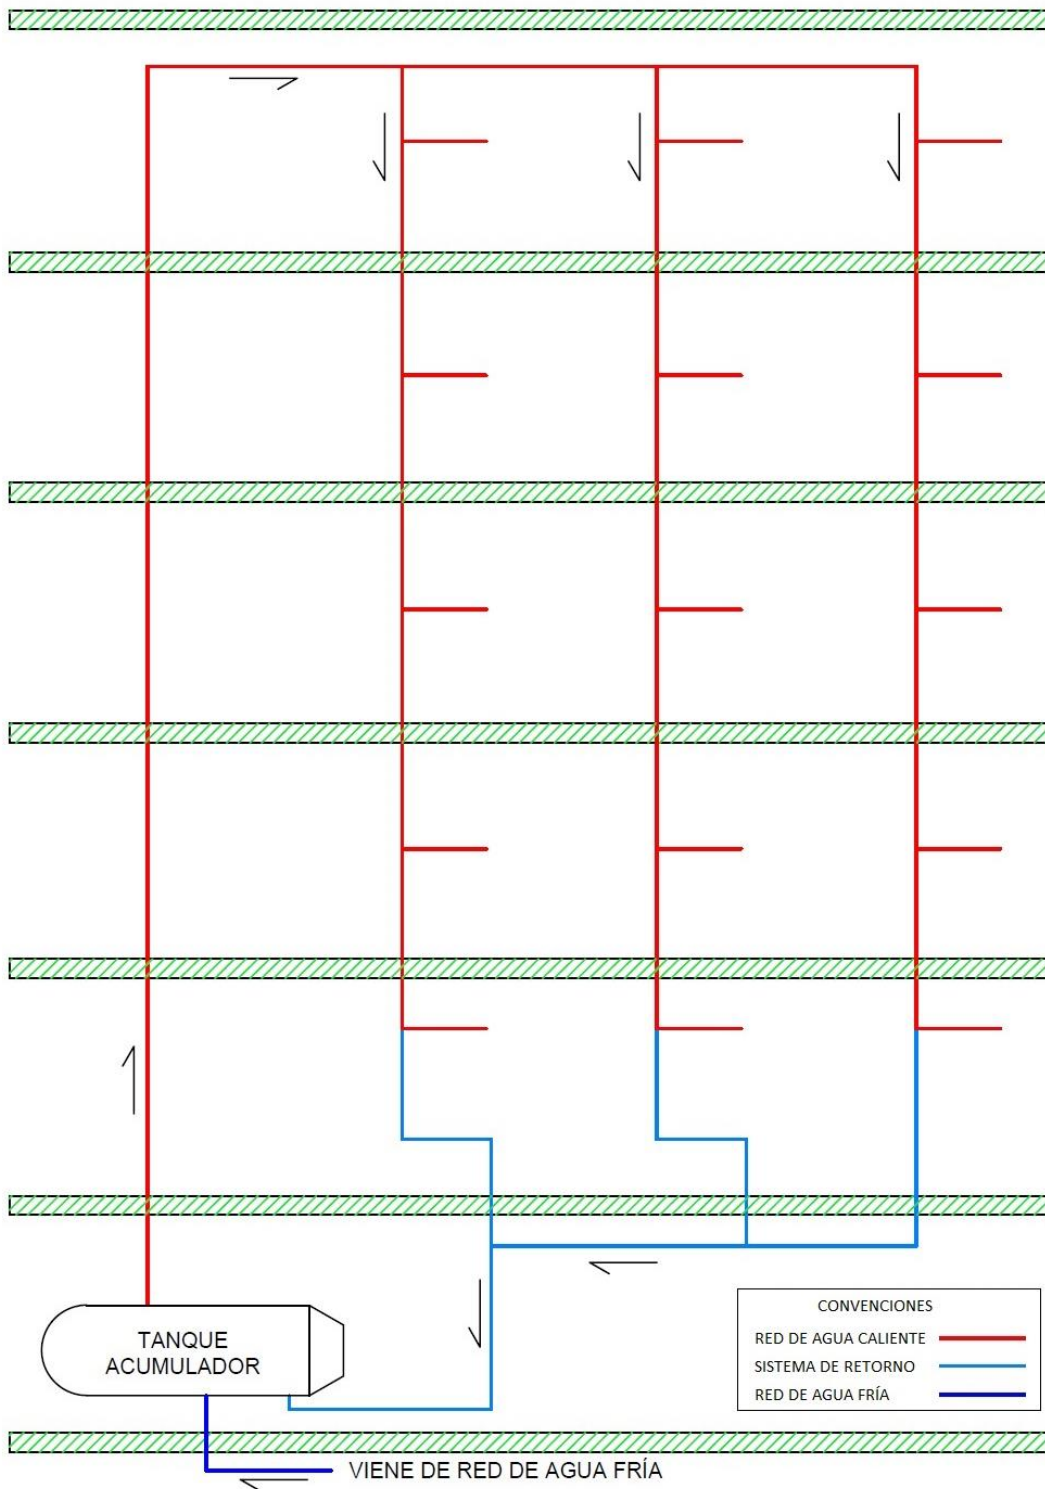 TANQUE
ACUMULADOR
CONVENCIONES
RED DE AGUA CALIENTE
SISTEMA DE RETORNO
RED DE AGUA FRÍA
VIENE DE RED DE AGUA FRÍA